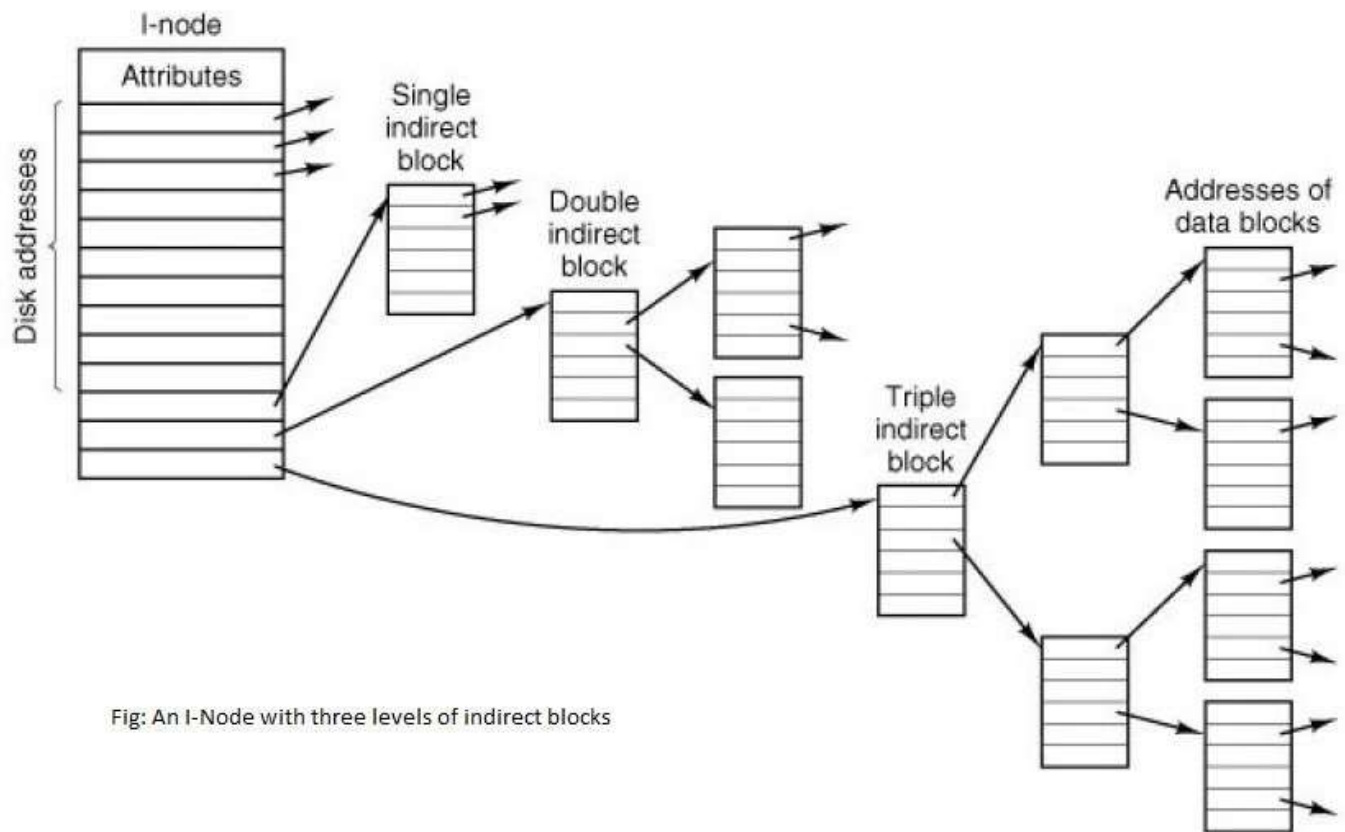 I-node
Attributes
Disk addresses
Single
indirect
block
Double
indirect
block
Triple
indirect
block
Addresses of
data blocks
Fig: An I-Node with three levels of indirect blocks